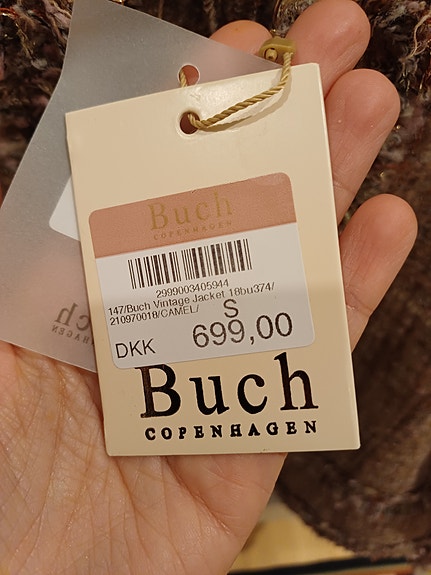 Buch
COPENHAGEN
2999003405944
147/Buch Vintage Jacket 18bu374/
210970018/CAMEL/ S
DKK 699,00
Buch
COPENHAGEN